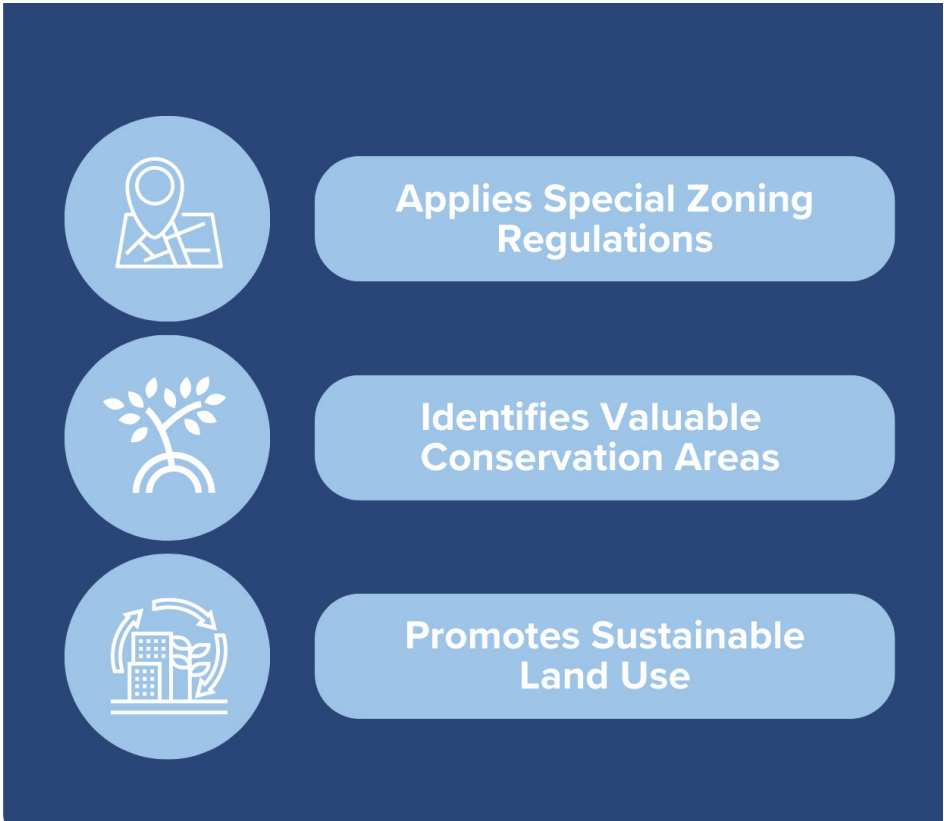 Applies Special Zoning
Regulations
Identifies Valuable
Conservation Areas
Promotes Sustainable
Land Use